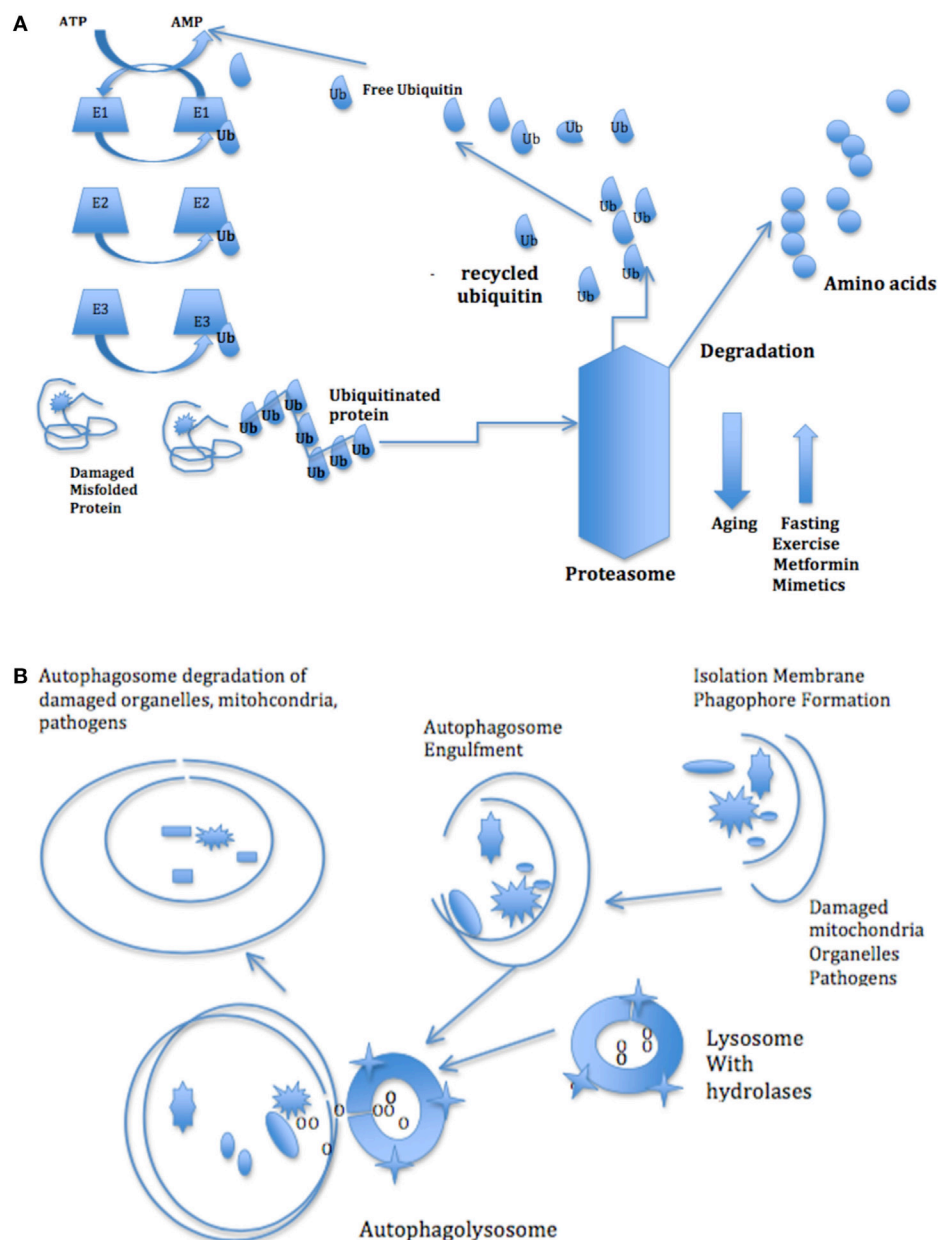 A
ATP
AMP
E1
E1
Ub
E2
E2
Ub
E3
E3
Ub
Damaged
Misfolded
Protein
Ub
Ub
Ub
Ub
Ub
Ub
Ub
Ubiquitinated
protein
Ub
Free Ubiquitin
Ub
Ub
Ub
Ub
Ub
Ub
Ub
Ub
Ub
-
recycled
ubiquitin
Amino acids
Degradation
Proteasome
Aging
Fasting
Exercise
Metformin
Mimetics
B
Autophagosome degradation of
damaged organelles, mitohcondria,
pathogens
Autophagosome
Engulfment
Isolation Membrane
Phagophore Formation
Damaged
mitochondria
Organelles
Pathogens
Lysosome
With
hydrolases
O
O
O
O
O
OO
O
O
OO
O
O
Autophagolysosome